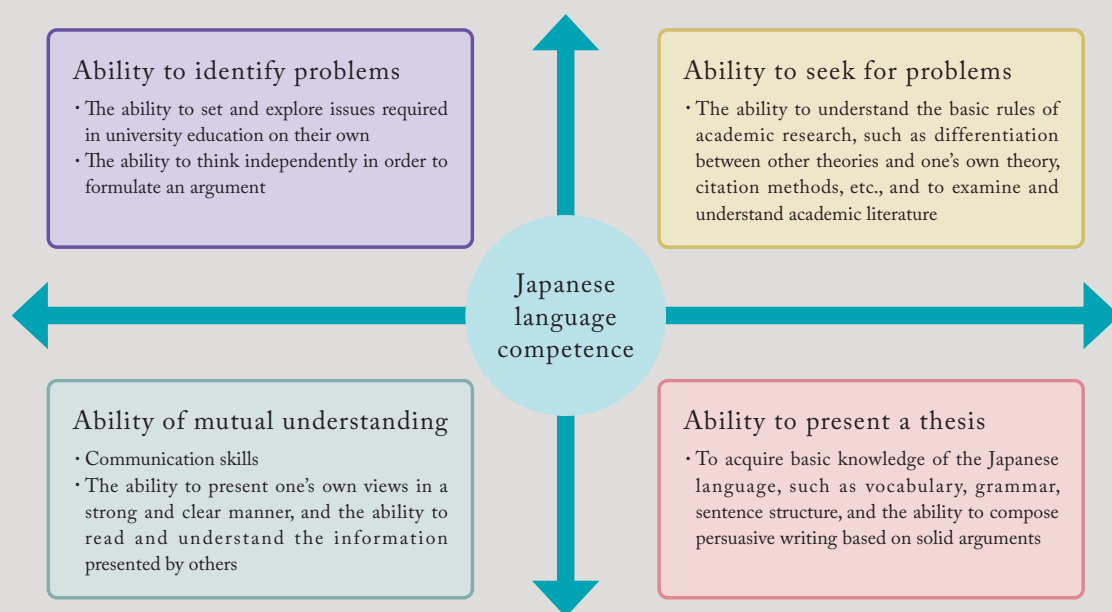 Ability to identify problems
・The ability to set and explore issues required
in university education on their own
・The ability to think independently in order to
formulate an argument
Ability to seek for problems
・The ability to understand the basic rules of
academic research, such as differentiation
between other theories and one's own theory,
citation methods, etc., and to examine and
understand academic literature
Japanese
language
competence
Ability of mutual understanding
・Communication skills
・The ability to present one's own views in a
strong and clear manner, and the ability to
read and understand the information
presented by others
Ability to present a thesis
・To acquire basic knowledge of the Japanese
language, such as vocabulary, grammar,
sentence structure, and the ability to compose
persuasive writing based on solid arguments